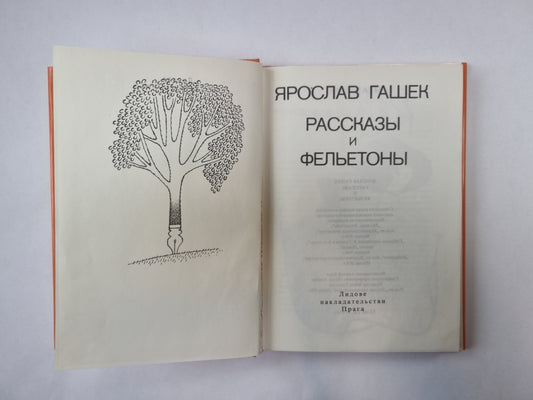 ЯРОСЛАВ ГАШЕК
РАССКАЗЫ
И
ФЕЛЬЕТОНЫ
Лидове
накладательстви
Прага